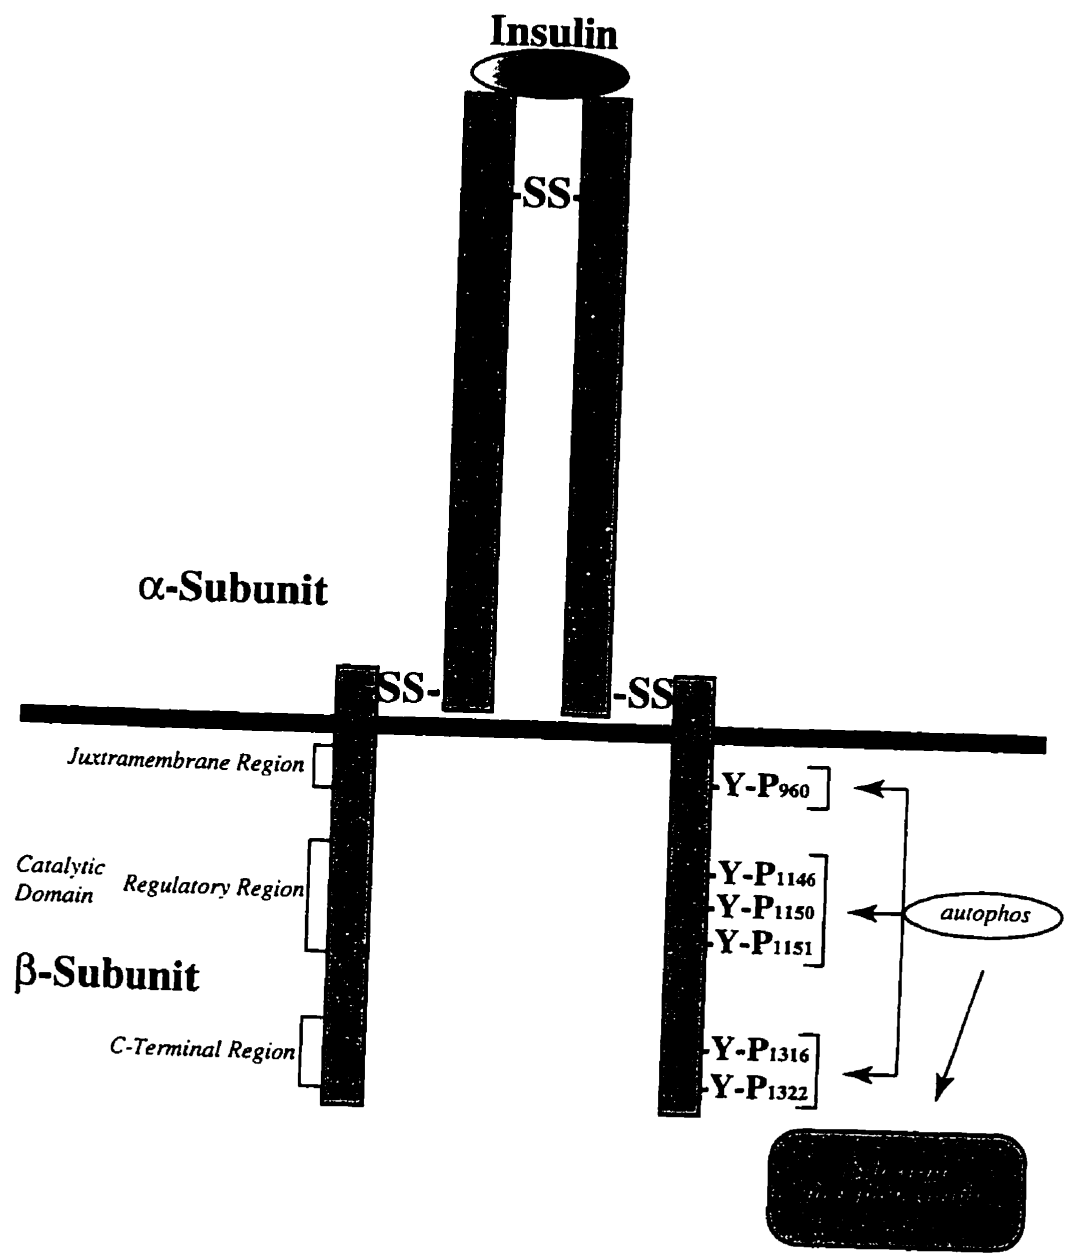 Insulin
-SS-
α-Subunit
SS-
-SS
Juxtramembrane Region
Y-P960
Catalytic
Domain
Regulatory Region
Y-P1146
Y-P1150
Y-P1151
autophos
β-Subunit
C-Terminal Region
Y-P1316
Y-P1322